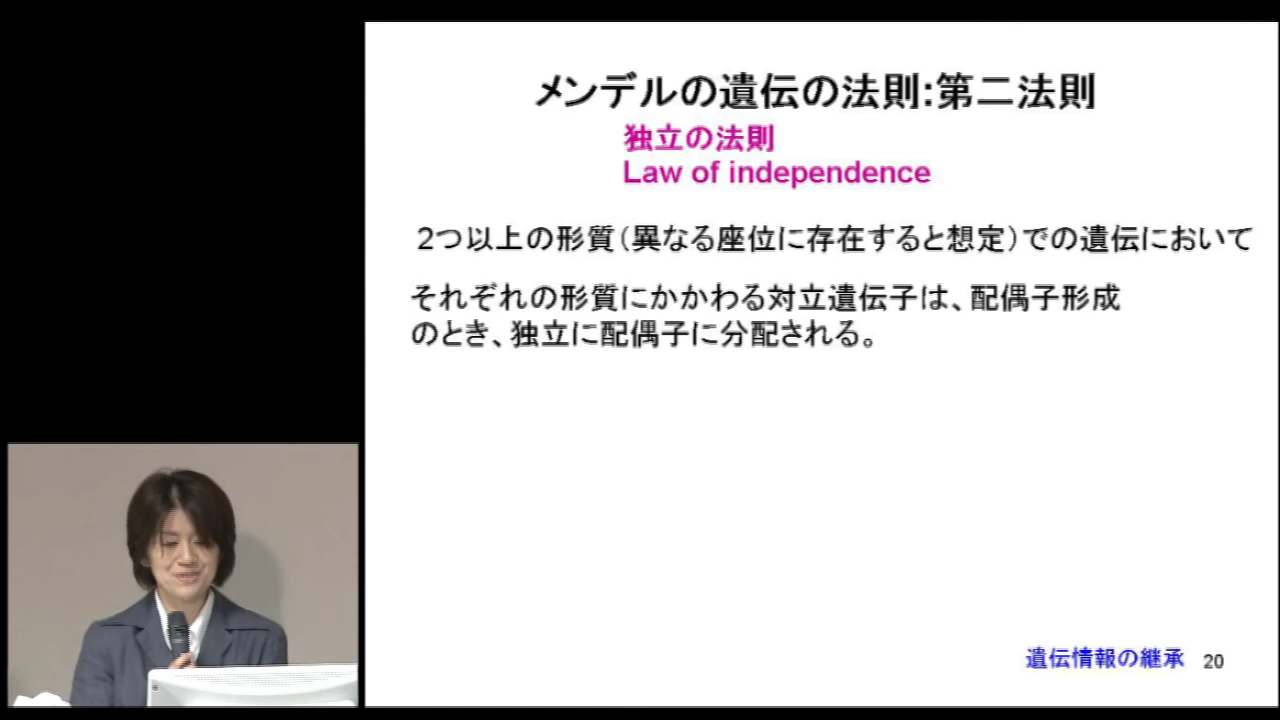 メンデルの遺伝の法則:第二法則
独立の法則
Law of independence
2つ以上の形質(異なる座位に存在すると想定)での遺伝において
それぞれの形質にかかわる対立遺伝子は、配偶子形成
のとき、独立に配偶子に分配される。
遺伝情報の継承 20